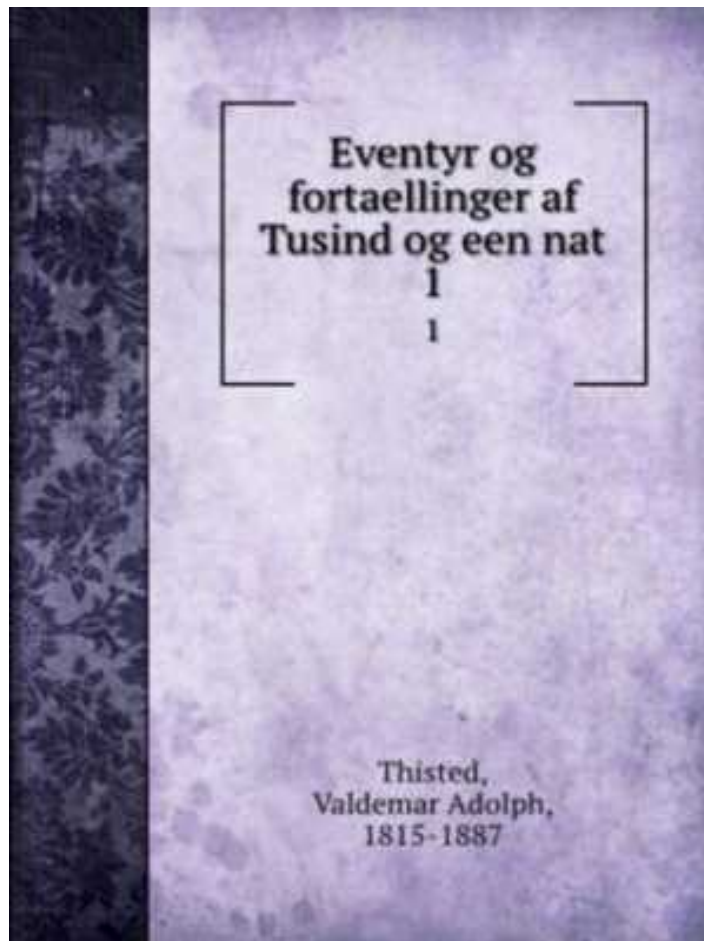 Eventyr og
fortaellinger af
Tusind og een nat
1
1
Thisted,
Valdemar Adolph,
1815-1887